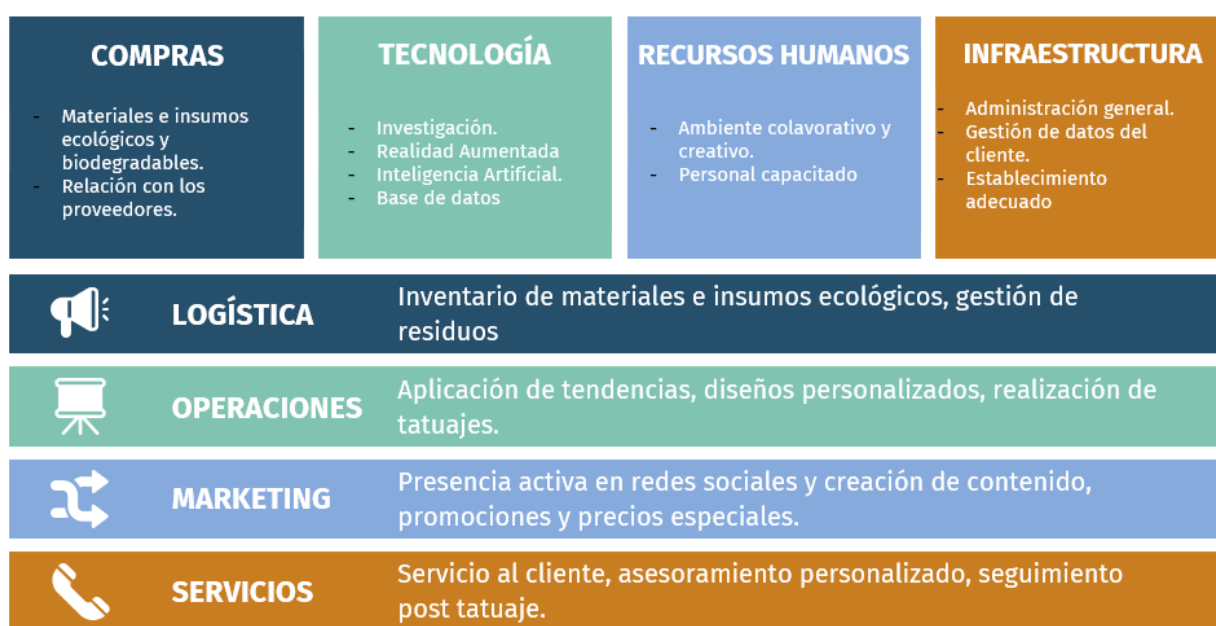 COMPRAS
- Materiales e insumos
ecológicos y
biodegradables.
- Relación con los
proveedores.
TECNOLOGÍA
- Investigación.
- Realidad Aumentada
- Inteligencia Artificial.
- Base de datos
RECURSOS HUMANOS
- Ambiente colavorativo y
creativo.
- Personal capacitado
INFRAESTRUCTURA
- Administración general.
- Gestión de datos del
cliente.
- Establecimiento
adecuado
LOGÍSTICA
Inventario de materiales e insumos ecológicos, gestión de
residuos
OPERACIONES
Aplicación de tendencias, diseños personalizados, realización de
tatuajes.
MARKETING
Presencia activa en redes sociales y creación de contenido,
promociones y precios especiales.
SERVICIOS
Servicio al cliente, asesoramiento personalizado, seguimiento
post tatuaje.